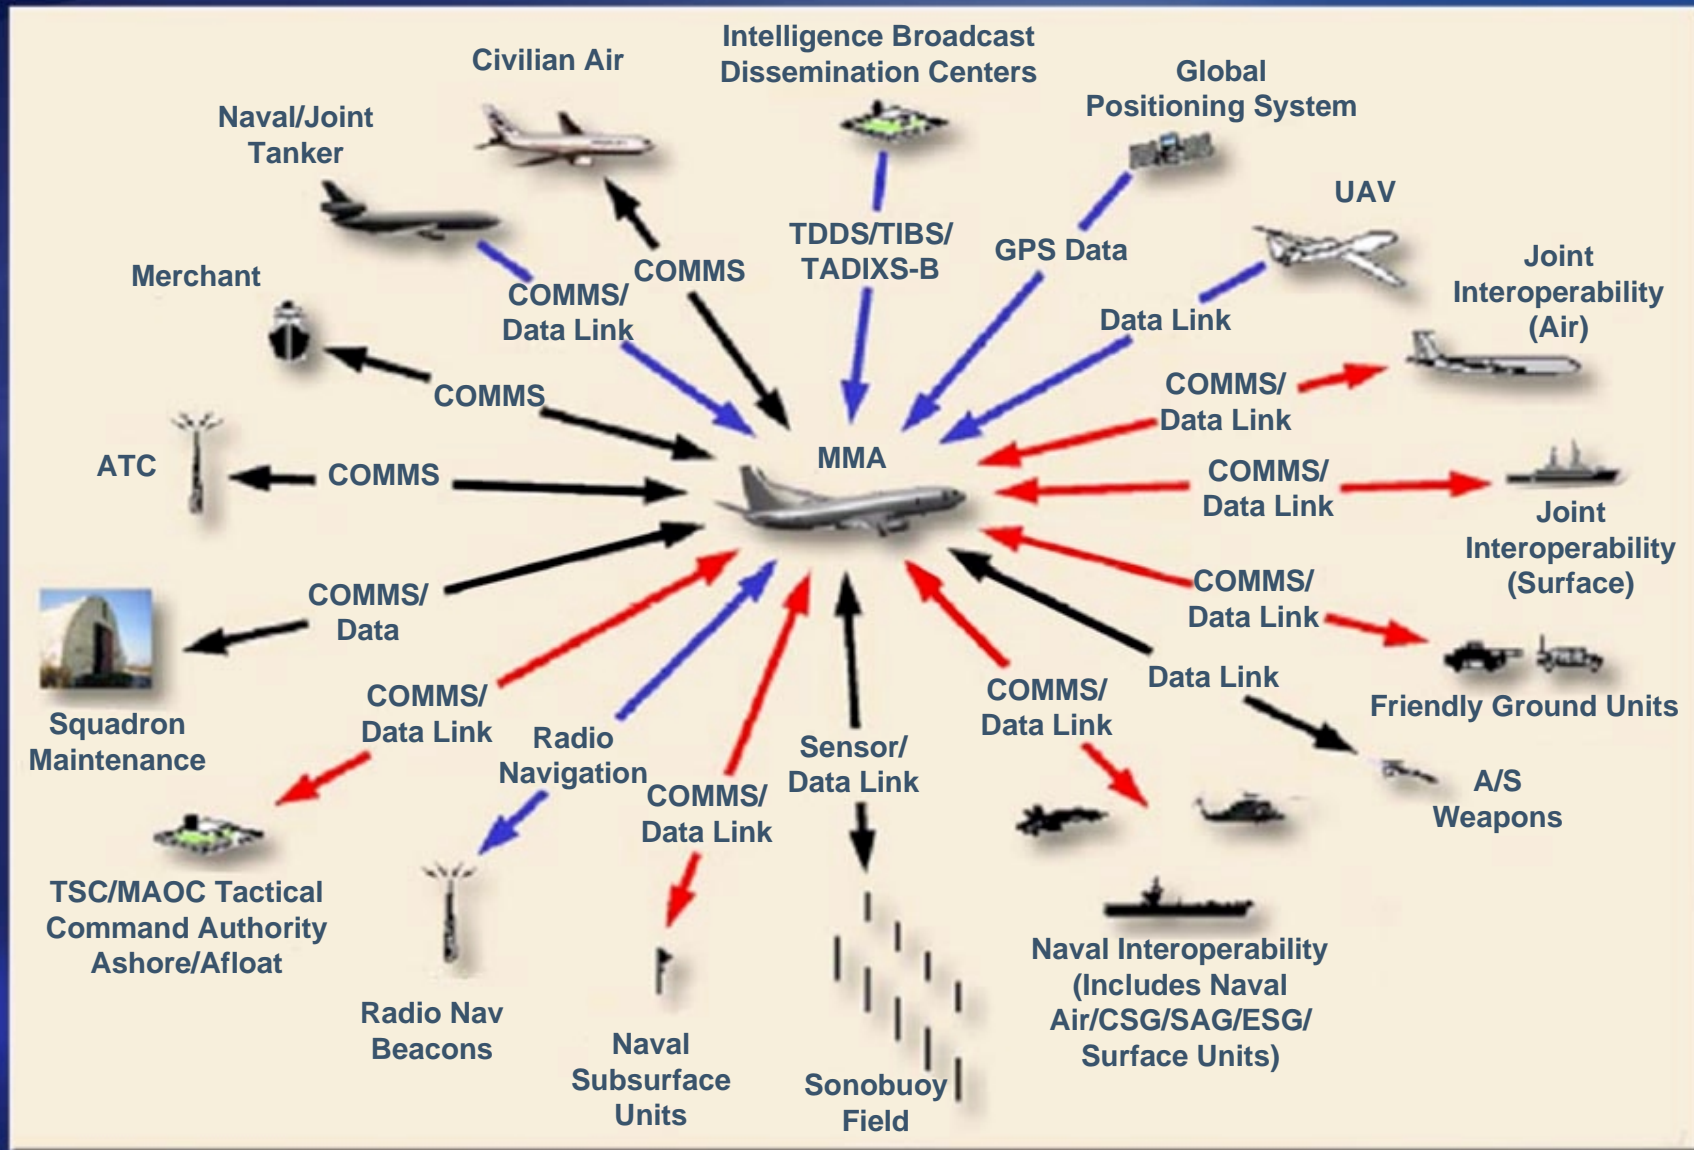 Intelligence Broadcast
Dissemination Centers
Civilian Air
Global
Positioning System
Naval/Joint
Tanker
UAV
TDDS/TIBS/
TADIXS-B
GPS Data
Joint
Interoperability
(Air)
Merchant
COMMS
COMMS/
Data Link
Data Link
COMMS
COMMS/
Data Link
MMA
ATC
COMMS
COMMS/
Data Link
Joint
Interoperability
(Surface)
COMMS/
Data
COMMS/
Data Link
Squadron
Maintenance
COMMS/
Data Link
Radio
Navigation
COMMS/
Data Link
Sensor/
Data Link
COMMS/
Data Link
Data Link
Friendly Ground Units
A/S
Weapons
TSC/MAOC Tactical
Command Authority
Ashore/Afloat
Radio Nav
Beacons
Naval
Subsurface
Units
Sonobuoy
Field
Naval Interoperability
(Includes Naval
Air/CSG/SAG/ESG/
Surface Units)